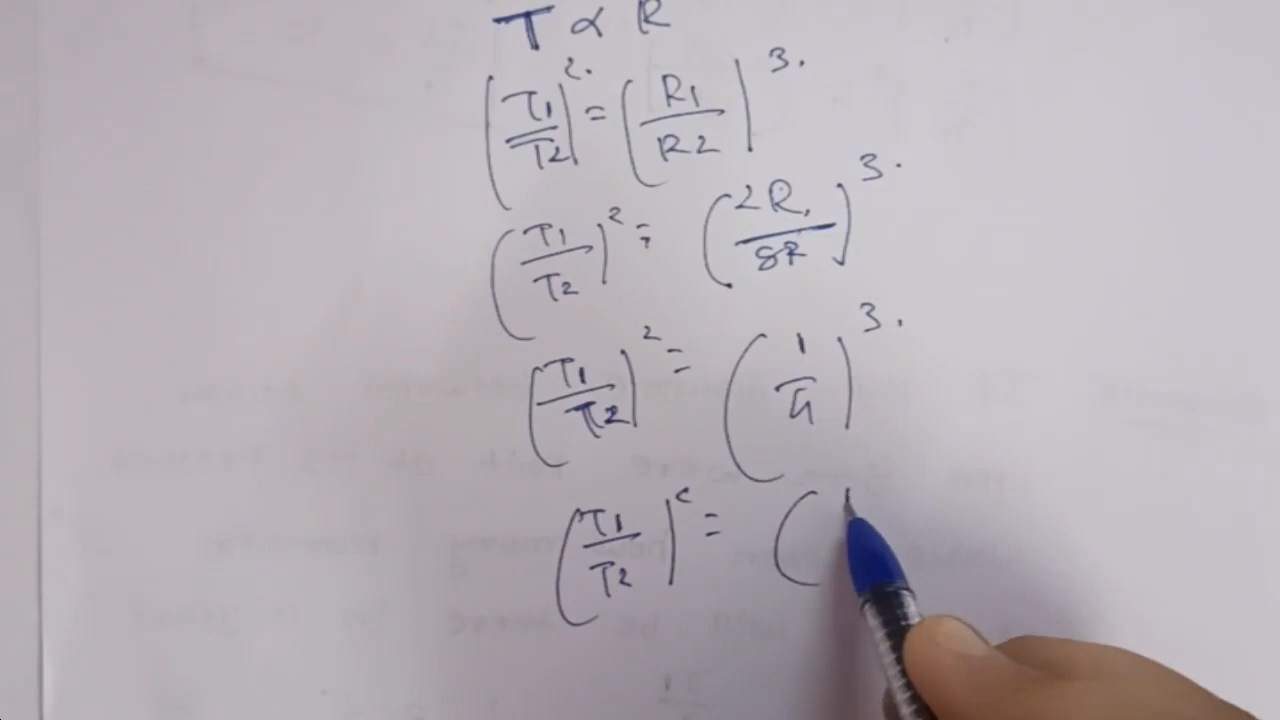 T ∝ R
(T1/T2)² = (R1/R2)³.
(T1/T2)² = (2R/8R)³.
(T1/T2)² = (1/4)³.
(T1/T2)² = (1